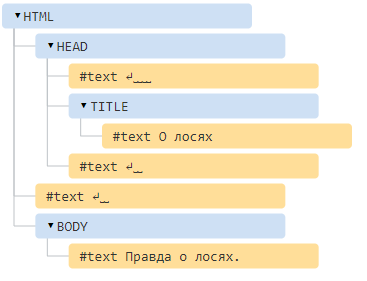 ▾HTML
▾HEAD
#text ↵␣␣␣␣
▾TITLE
#text О лосях
#text ↵␣␣
#text ↵␣␣
▾BODY
#text Правда о лосях.